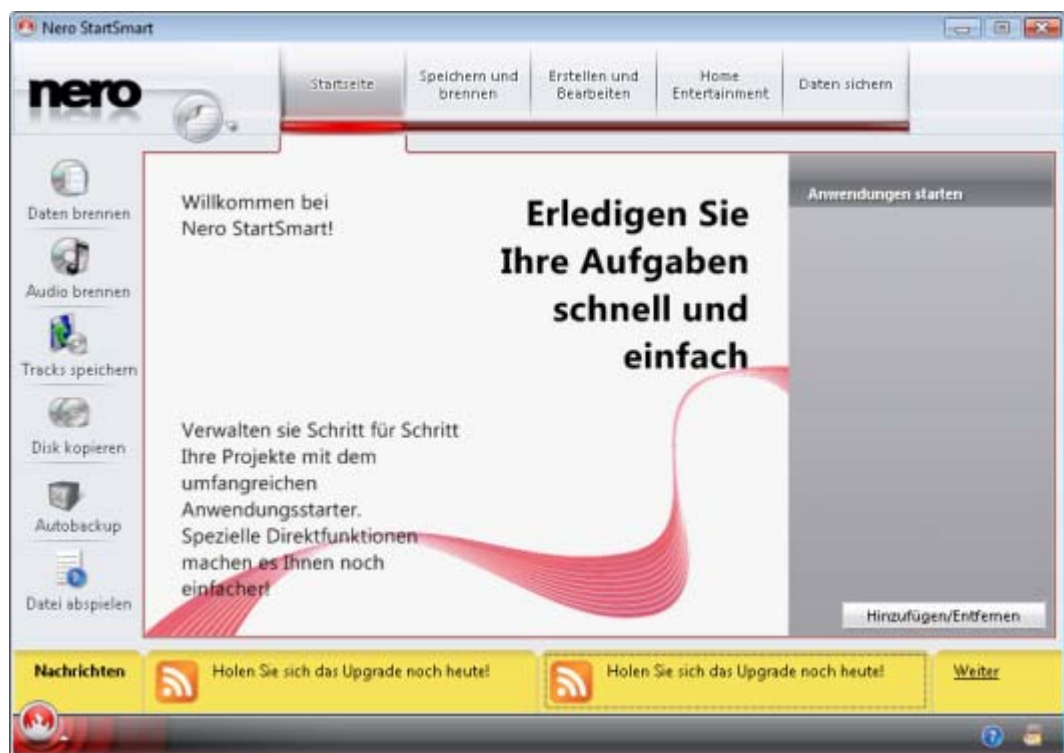 Nero StartSmart
nero
Startseite
Speichern und
brennen
Erstellen und
Bearbeiten
Home
Entertainment
Daten sichern
Daten brennen
Audio brennen
Tracks speichern
Disk kopieren
Autobackup
Datei abspielen
Willkommen bei
Nero StartSmart!
Erledigen Sie
Ihre Aufgaben
schnell und
einfach
Verwalten sie Schritt für Schritt
Ihre Projekte mit dem
umfangreichen
Anwendungsstarter.
Spezielle Direktfunktionen
machen es Ihnen noch
einfacher!
Anwendungen starten
Hinzufügen/Entfernen
Nachrichten
Holen Sie sich das Upgrade noch heute!
Holen Sie sich das Upgrade noch heute!
Weiter